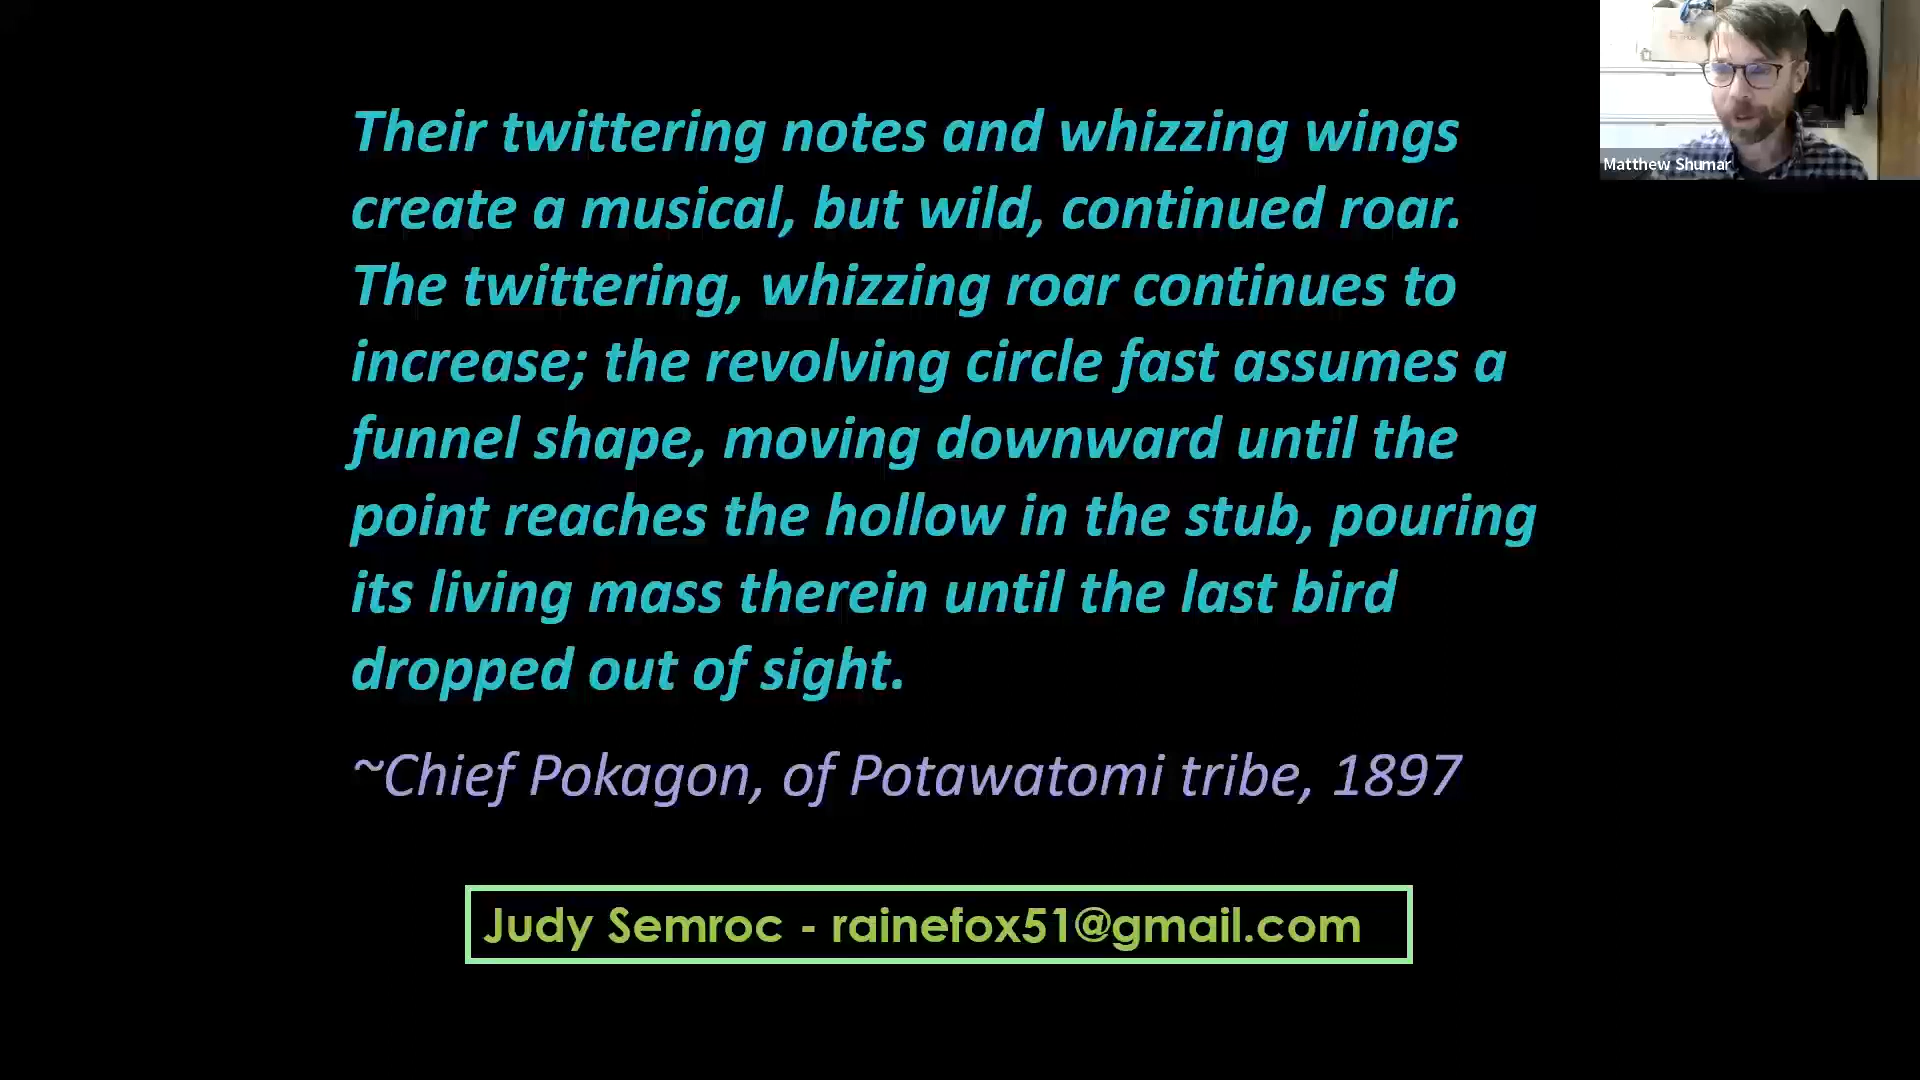 Their twittering notes and whizzing wings
create a musical, but wild, continued roar.
The twittering, whizzing roar continues to
increase; the revolving circle fast assumes a
funnel shape, moving downward until the
point reaches the hollow in the stub, pouring
its living mass therein until the last bird
dropped out of sight.
~Chief Pokagon, of Potawatomi tribe, 1897
Judy Semroc - rainefox51@gmail.com
Matthew Shumar